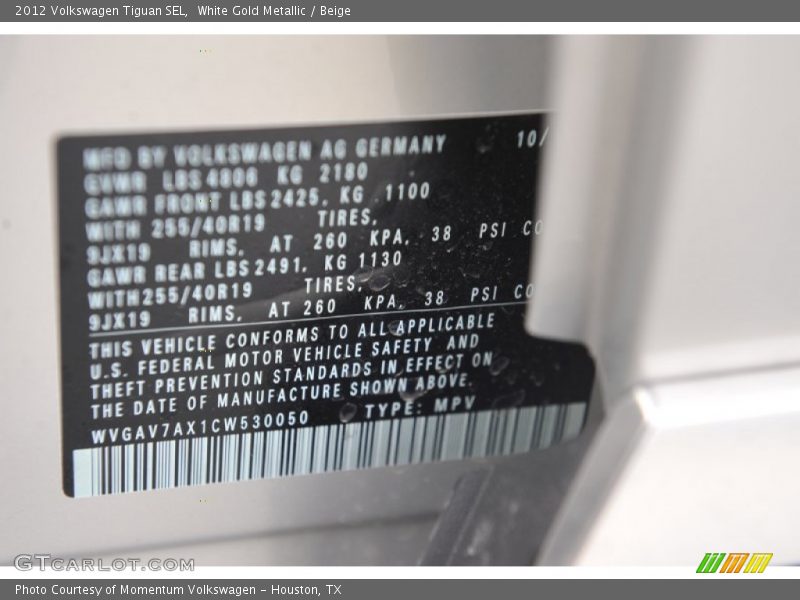 2012 Volkswagen Tiguan SEL,  White Gold Metallic / Beige
MFD BY VOLKSWAGEN AG GERMANY 10/
GVWR LBS 4806 KG 2180
GAWR FRONT LBS 2425, KG 1100
WITH 255/40R19 TIRES,
9JX19 RIMS, AT 260 KPA, 38 PSI CO
GAWR REAR LBS 2491, KG 1130
WITH 255/40R19 TIRES,
9JX19 RIMS, AT 260 KPA, 38 PSI CO
THIS VEHICLE CONFORMS TO ALL APPLICABLE
U.S. FEDERAL MOTOR VEHICLE SAFETY AND
THEFT PREVENTION STANDARDS IN EFFECT ON
THE DATE OF MANUFACTURE SHOWN ABOVE.
WVGAV7AX1CW530050 TYPE: MPV
GTCARLOT.COM
Photo Courtesy of Momentum Volkswagen - Houston, TX